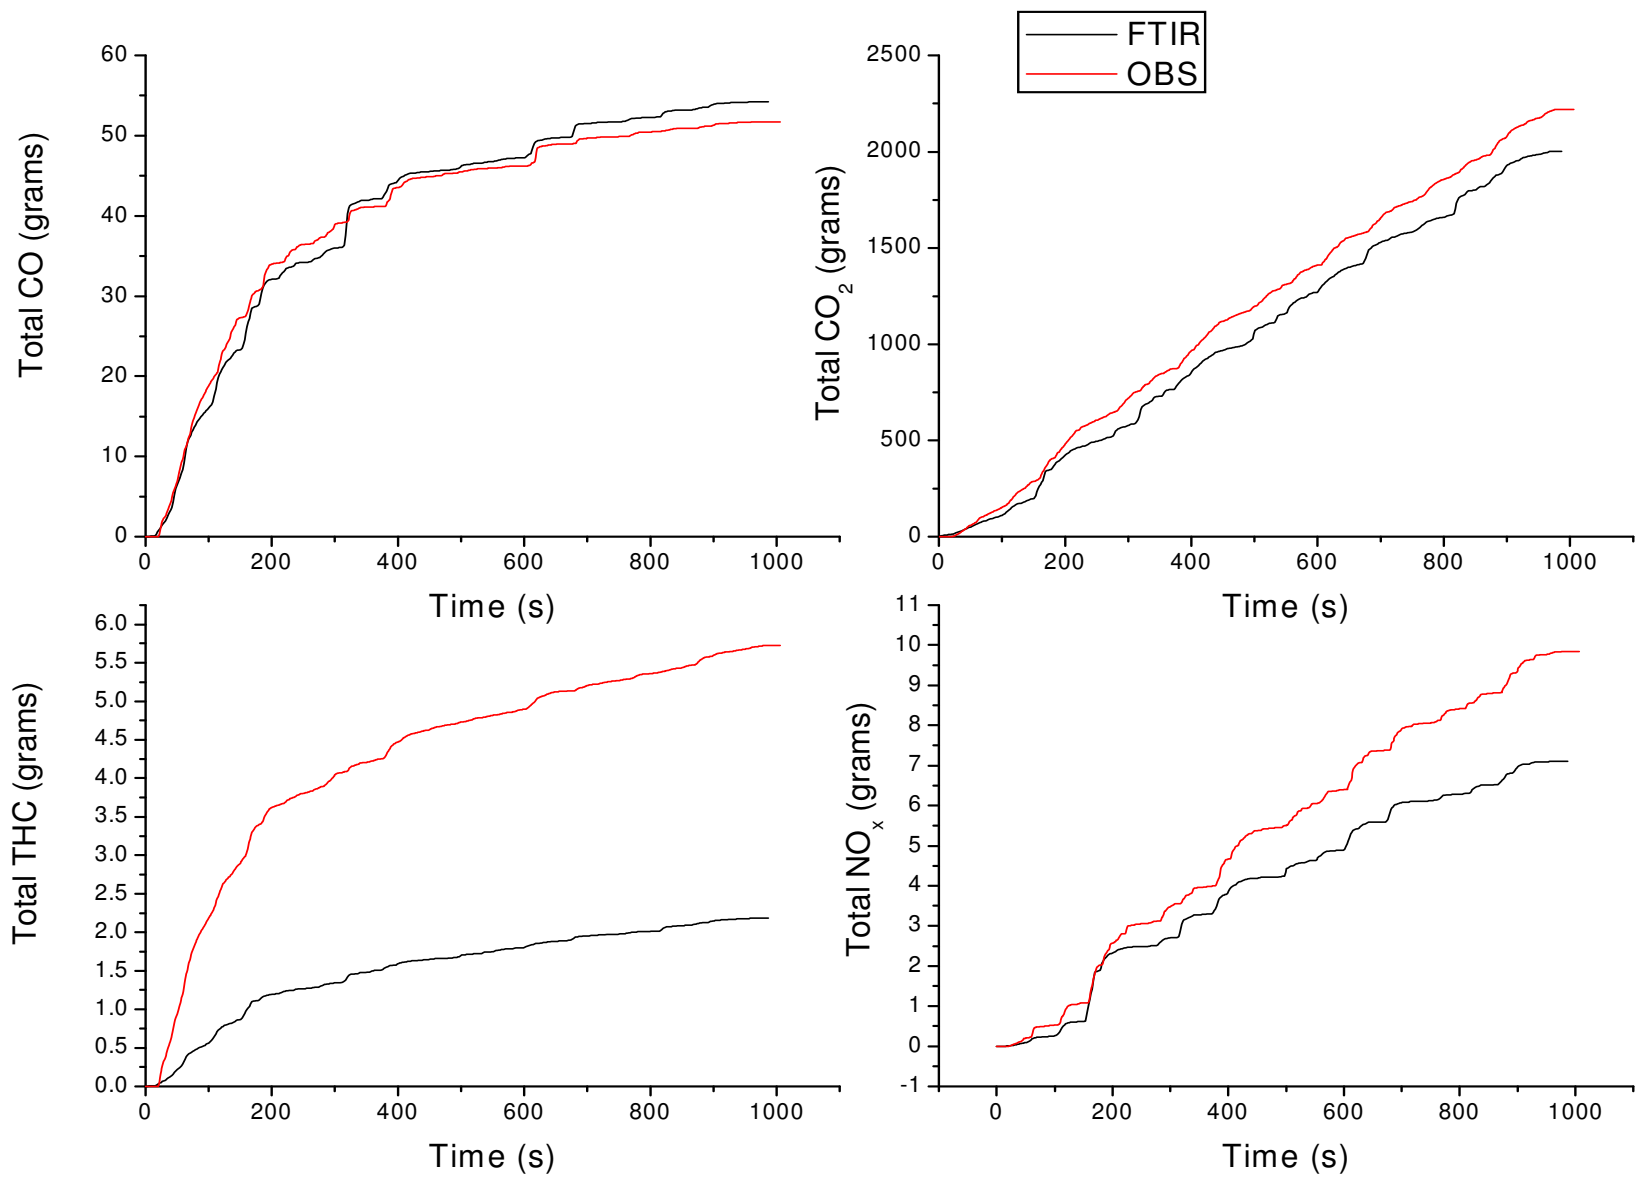 FTIR
OBS
60
50
40
30
20
10
0
Total CO (grams)
0 200 400 600 800 1000
Time (s)
2500
2000
1500
1000
500
0
Total CO2 (grams)
0 200 400 600 800 1000
Time (s)
6.0
5.5
5.0
4.5
4.0
3.5
3.0
2.5
2.0
1.5
1.0
0.5
0.0
Total THC (grams)
0 200 400 600 800 1000
Time (s)
11
10
9
8
7
6
5
4
3
2
1
0
-1
Total NOx (grams)
0 200 400 600 800 1000
Time (s)